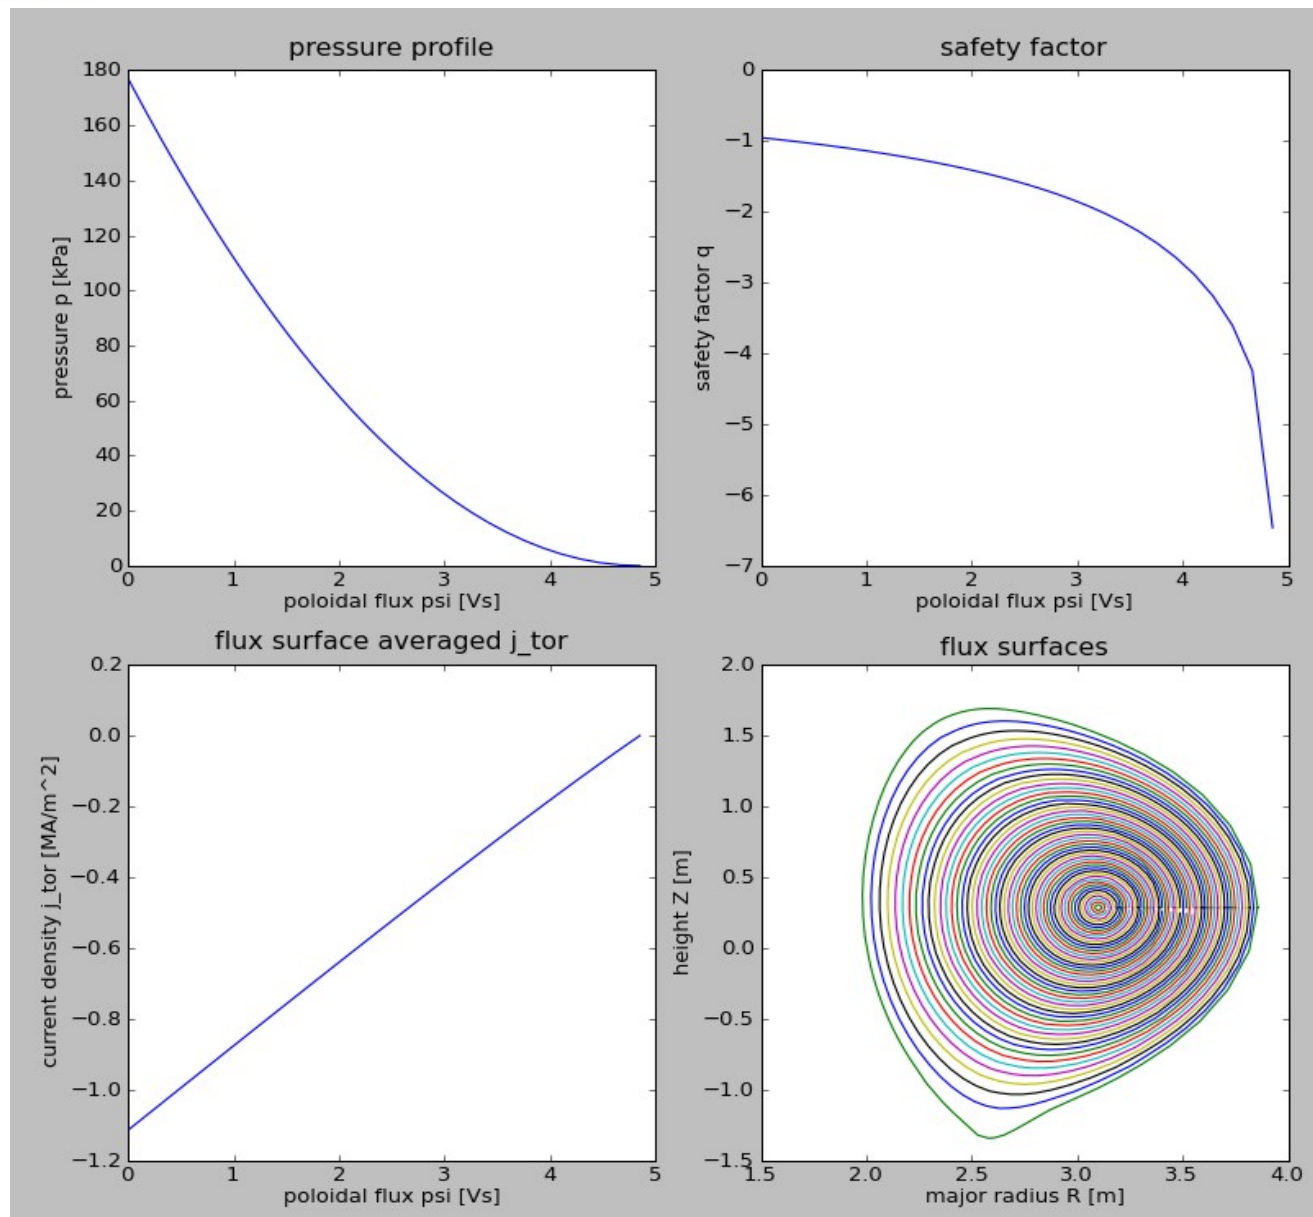 pressure profile
180
160
140
120
100
80
60
40
20
0
pressure p [kPa]
0 1 2 3 4 5
poloidal flux psi [Vs]
safety factor
0
−1
−2
−3
−4
−5
−6
−7
safety factor q
0 1 2 3 4 5
poloidal flux psi [Vs]
flux surface averaged j_tor
0.2
0.0
−0.2
−0.4
−0.6
−0.8
−1.0
−1.2
current density j_tor [MA/m^2]
0 1 2 3 4 5
poloidal flux psi [Vs]
flux surfaces
2.0
1.5
1.0
0.5
0.0
−0.5
−1.0
−1.5
height Z [m]
1.5 2.0 2.5 3.0 3.5 4.0
major radius R [m]